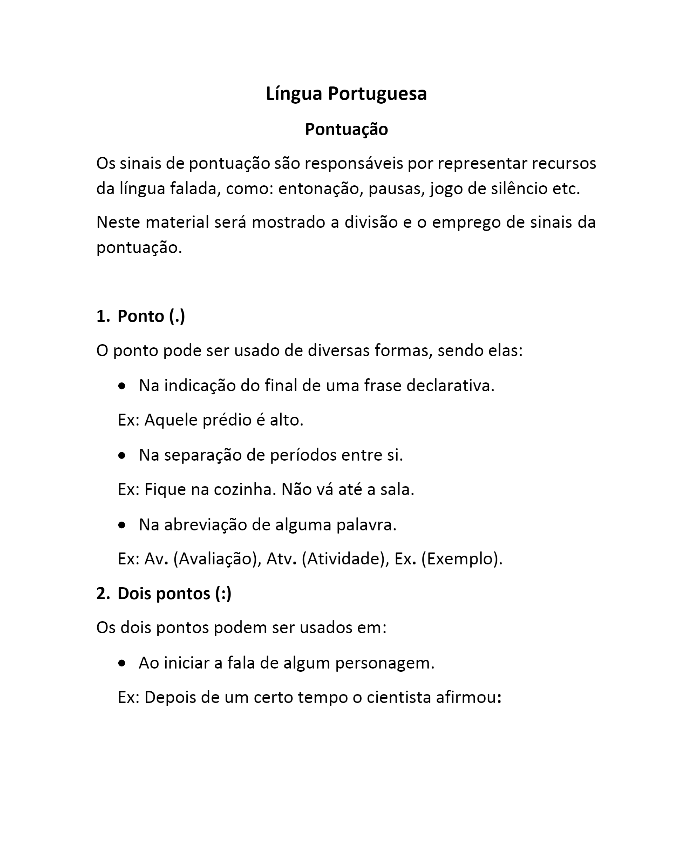 Língua Portuguesa
Pontuação
Os sinais de pontuação são responsáveis por representar recursos
da língua falada, como: entonação, pausas, jogo de silêncio etc.
Neste material será mostrado a divisão e o emprego de sinais da
pontuação.
1. Ponto (.)
O ponto pode ser usado de diversas formas, sendo elas:
• Na indicação do final de uma frase declarativa.
Ex: Aquele prédio é alto.
• Na separação de períodos entre si.
Ex: Fique na cozinha. Não vá até a sala.
• Na abreviação de alguma palavra.
Ex: Av. (Avaliação), Atv. (Atividade), Ex. (Exemplo).
2. Dois pontos (:)
Os dois pontos podem ser usados em:
• Ao iniciar a fala de algum personagem.
Ex: Depois de um certo tempo o cientista afirmou: